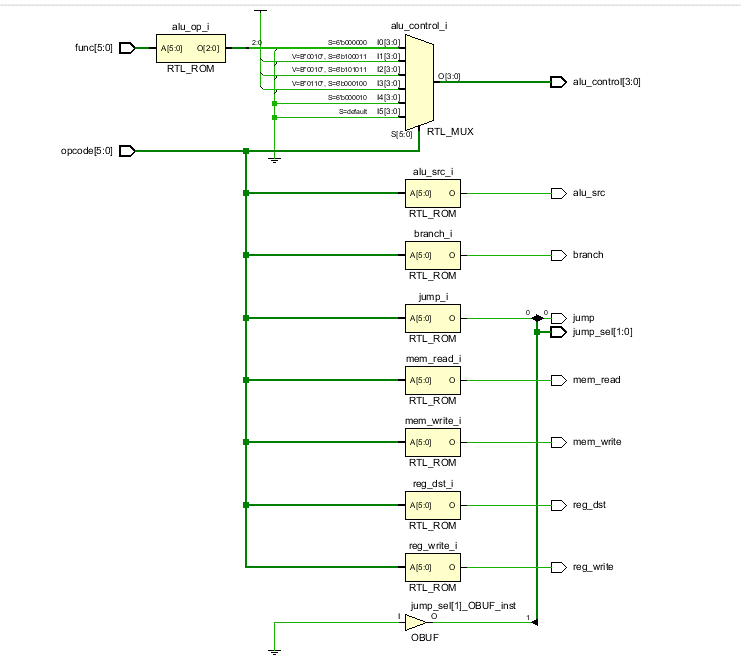 alu_op_i
func[5:0]
A[5:0] O[2:0]
RTL_ROM
2:0
alu_control_i
S=6'b000000 I0[3:0]
V=B"0010", S=6'b100011 I1[3:0]
V=B"0010", S=6'b101011 I2[3:0]
V=B"0110", S=6'b000100 I3[3:0]
S=6'b000010 I4[3:0]
S=default I5[3:0]
O[3:0]
alu_control[3:0]
S[5:0]
RTL_MUX
opcode[5:0]
alu_src_i
A[5:0] O
alu_src
RTL_ROM
branch_i
A[5:0] O
branch
RTL_ROM
jump_i
A[5:0] O
0 0
jump
jump_sel[1:0]
RTL_ROM
mem_read_i
A[5:0] O
mem_read
RTL_ROM
mem_write_i
A[5:0] O
mem_write
RTL_ROM
reg_dst_i
A[5:0] O
reg_dst
RTL_ROM
reg_write_i
A[5:0] O
reg_write
RTL_ROM
jump_sel[1]_OBUF_inst
I O
1
OBUF